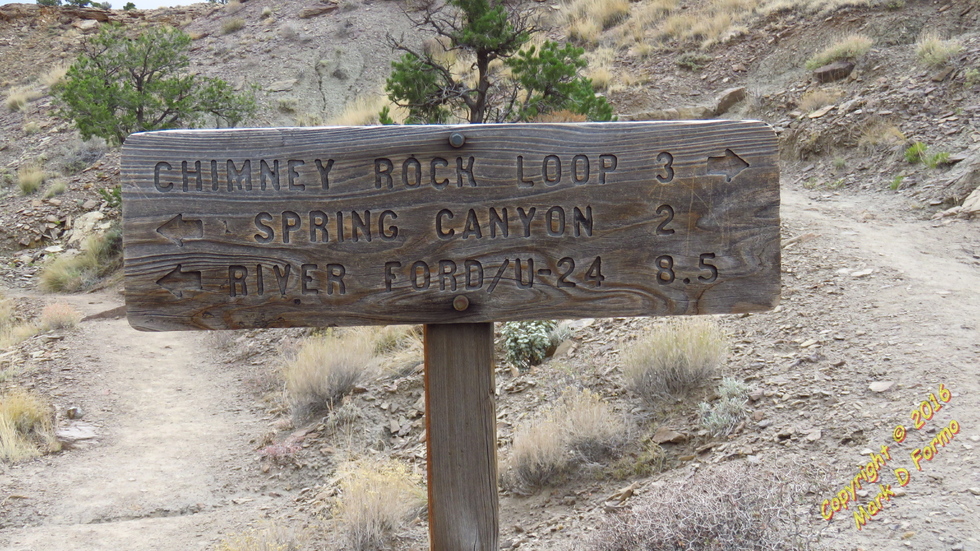 CHIMNEY ROCK LOOP 3 →
← SPRING CANYON 2
← RIVER FORD/U-24 8.5
Copyright © 2016
Mark D Formo